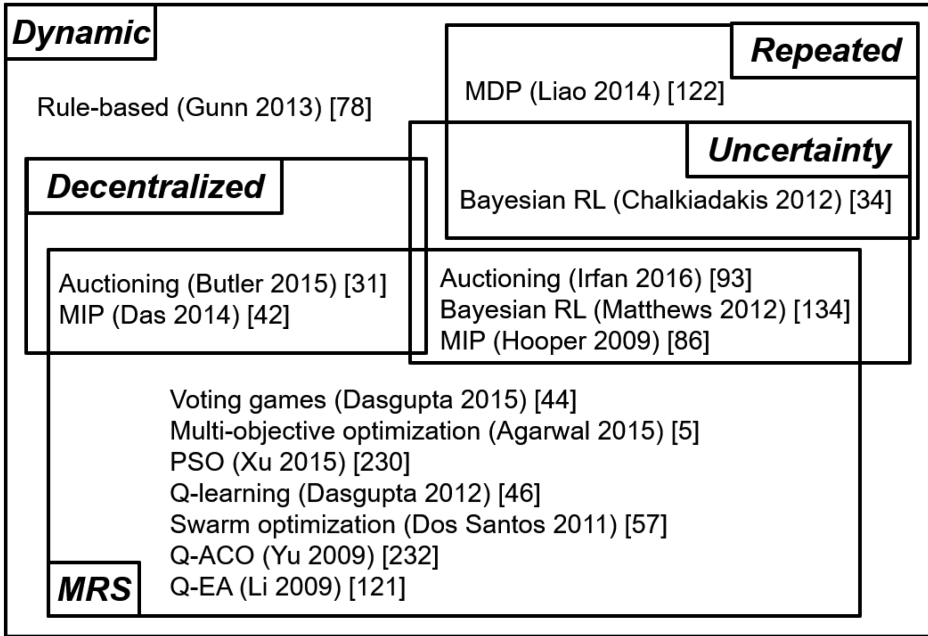 Dynamic
Repeated
MDP (Liao 2014) [122]
Rule-based (Gunn 2013) [78]
Uncertainty
Decentralized
Bayesian RL (Chalkiadakis 2012) [34]
Auctioning (Butler 2015) [31]
MIP (Das 2014) [42]
Auctioning (Irfan 2016) [93]
Bayesian RL (Matthews 2012) [134]
MIP (Hooper 2009) [86]
Voting games (Dasgupta 2015) [44]
Multi-objective optimization (Agarwal 2015) [5]
PSO (Xu 2015) [230]
Q-learning (Dasgupta 2012) [46]
Swarm optimization (Dos Santos 2011) [57]
Q-ACO (Yu 2009) [232]
Q-EA (Li 2009) [121]
MRS